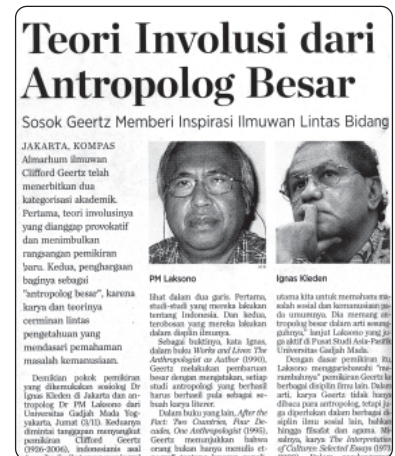 Teori Involusi dari
Antropolog Besar
Sosok Geertz Memberi Inspirasi Ilmuwan Lintas Bidang
JAKARTA, KOMPAS
Almarhum ilmuwan
Clifford Geertz telah
menerbitkan dua
kategorisasi akademik.
Pertama, teori involusinya
yang dianggap provokatif
dan menimbulkan
rangsangan pemikiran
baru. Kedua, penghargaan
baginya sebagai
"antropolog besar", karena
karya dan teorinya
cerminan lintas
pengetahuan yang
mendasari pemahaman
masalah kemanusiaan.
Demikian pokok pemikiran
yang dikemukakan sosiolog Dr
Ignas Kleden di Jakarta dan an-
tropolog Dr PM Laksono dari
Universitas Gadjah Mada Yog-
yakarta, Jumat (3/11). Keduanya
dimintai tanggapan menyangkut
pemikiran Clifford Geertz
(1926-2006), indonesianis asal
PM Laksono
lihat dalam dua garis. Pertama,
studi-studi yang mereka lakukan
tentang Indonesia. Dan kedua,
terobosan yang mereka lakukan
dalam disiplin ilmunya.
Sebagai buktinya, kata Ignas,
dalam buku Works and Lives: The
Anthropologist as Author (1990),
Geertz melakukan pembaruan
besar dengan mengatakan, setiap
studi antropologi yang berhasil
harus berhasil pula sebagai se-
buah karya literer.
Dalam buku yang lain, After the
Fact: Two Countries, Four De-
cades, One Anthropologist (1995),
Geertz menunjukkan bahwa
orang bukan hanya menulis et-
Ignas Kleden
utama kita untuk memahami ma-
salah sosial dan kemanusiaan pa-
da umumnya. Dia memang an-
tropolog besar dalam arti sesung-
guhnya," lanjut Laksono yang ju-
ga aktif di Pusat Studi Asia-Pasifik
Universitas Gadjah Mada.
Dengan dasar pemikiran itu,
Laksono menggarisbawahi "me-
rambahnya" pemikiran Geertz ke
berbagai disiplin ilmu lain. Dalam
arti, karya Geertz tidak hanya
dibaca para antropolog, tetapi ju-
ga diperlukan dalam berbagai di-
siplin ilmu sosial lain, bahkan
hingga filsafat dan agama. Mi-
salnya, karya The Interpretation
of Cultures: Selected Essays (1973)